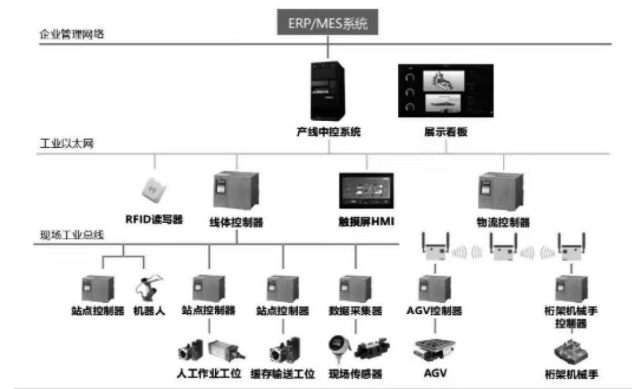 ERP/MES系统
企业管理网络
产线中控系统
展示看板
工业以太网
RFID读写器
线体控制器
触摸屏HMI
物流控制器
现场工业总线
站点控制器
机器人
站点控制器
站点控制器
数据采集器
AGV控制器
桁架机械手
控制器
人工作业工位
缓存输送工位
现场传感器
AGV
桁架机械手